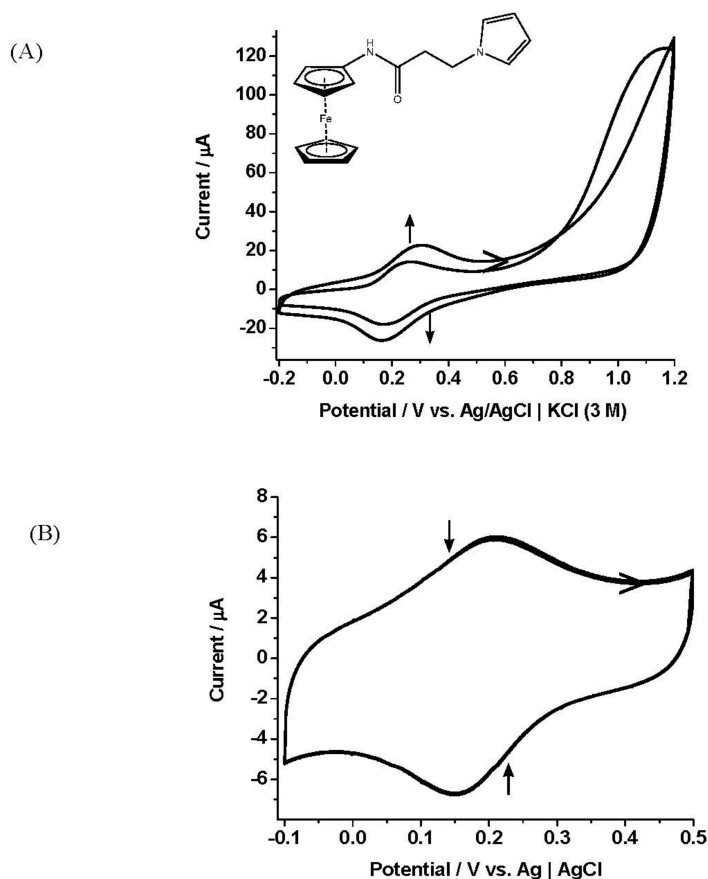 (A)
H
N
O
N
Fe
120
100
80
60
40
20
0
-20
Current / μA
-0.2 0.0 0.2 0.4 0.6 0.8 1.0 1.2
Potential / V vs. Ag/AgCl | KCl (3 M)
(B)
8
6
4
2
0
-2
-4
-6
Current / μA
-0.1 0.0 0.1 0.2 0.3 0.4 0.5
Potential / V vs. Ag | AgCl